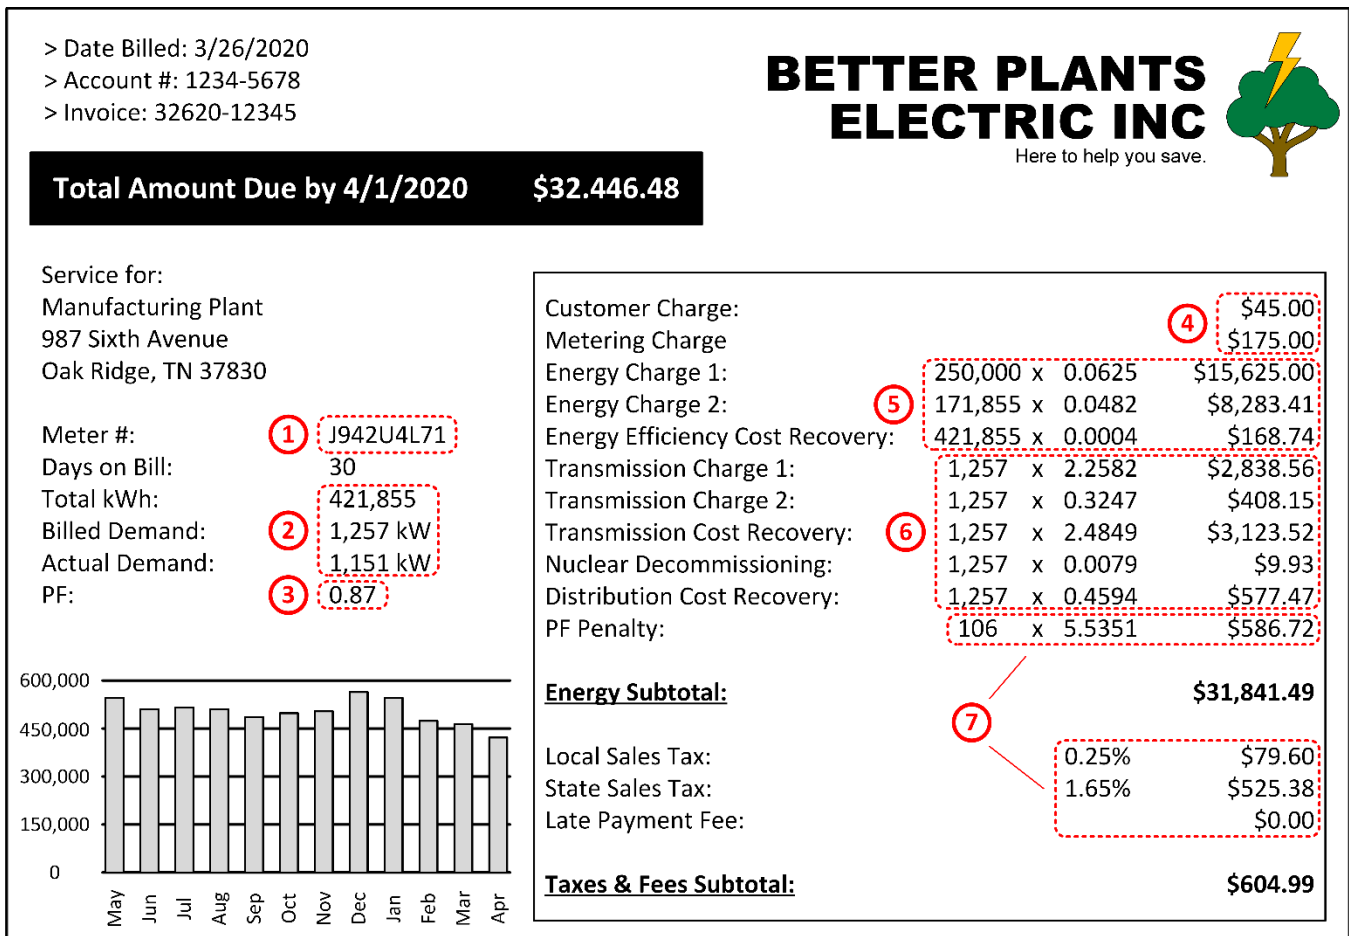 > Date Billed: 3/26/2020
> Account #: 1234-5678
> Invoice: 32620-12345
BETTER PLANTS
ELECTRIC INC
Here to help you save.
Total Amount Due by 4/1/2020 $32.446.48
Service for:
Manufacturing Plant
987 Sixth Avenue
Oak Ridge, TN 37830
Meter #: 1 J942U4L71
Days on Bill: 30
Total kWh: 421,855
Billed Demand: 2 1,257 kW
Actual Demand: 1,151 kW
PF: 3 0.87
600,000
450,000
300,000
150,000
0
May Jun Jul Aug Sep Oct Nov Dec Jan Feb Mar Apr
Customer Charge: $45.00
4
Metering Charge $175.00
Energy Charge 1: 250,000 x 0.0625 $15,625.00
Energy Charge 2: 5 171,855 x 0.0482 $8,283.41
Energy Efficiency Cost Recovery: 421,855 x 0.0004 $168.74
Transmission Charge 1: 1,257 x 2.2582 $2,838.56
Transmission Charge 2: 1,257 x 0.3247 $408.15
Transmission Cost Recovery: 6 1,257 x 2.4849 $3,123.52
Nuclear Decommissioning: 1,257 x 0.0079 $9.93
Distribution Cost Recovery: 1,257 x 0.4594 $577.47
PF Penalty: 106 x 5.5351 $586.72
Energy Subtotal: $31,841.49
7
Local Sales Tax: 0.25% $79.60
State Sales Tax: 1.65% $525.38
Late Payment Fee: $0.00
Taxes & Fees Subtotal: $604.99